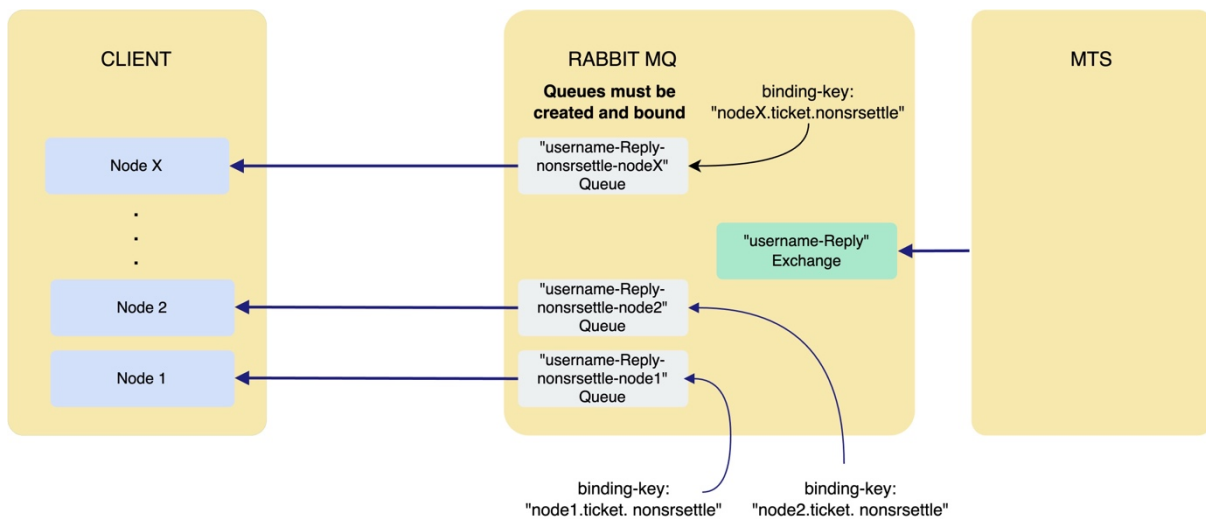 CLIENT
RABBIT MQ
MTS
Queues must be
created and bound
binding-key:
"nodeX.ticket.nonsrsettle"
Node X
"username-Reply-
nonsrsettle-nodeX"
Queue
"username-Reply"
Exchange
Node 2
"username-Reply-
nonsrsettle-node2"
Queue
Node 1
"username-Reply-
nonsrsettle-node1"
Queue
binding-key:
"node1.ticket. nonsrsettle"
binding-key:
"node2.ticket. nonsrsettle"